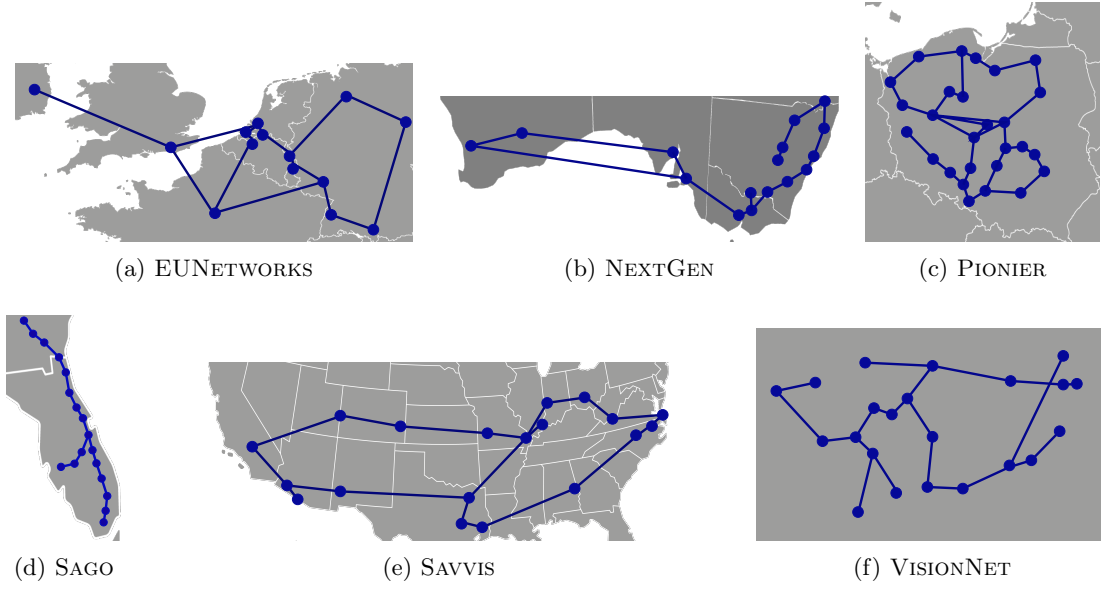 (a) EUNETWORKS
(b) NEXTGEN
(c) PIONIER
(d) SAGO
(e) SAVVIS
(f) VISIONNET